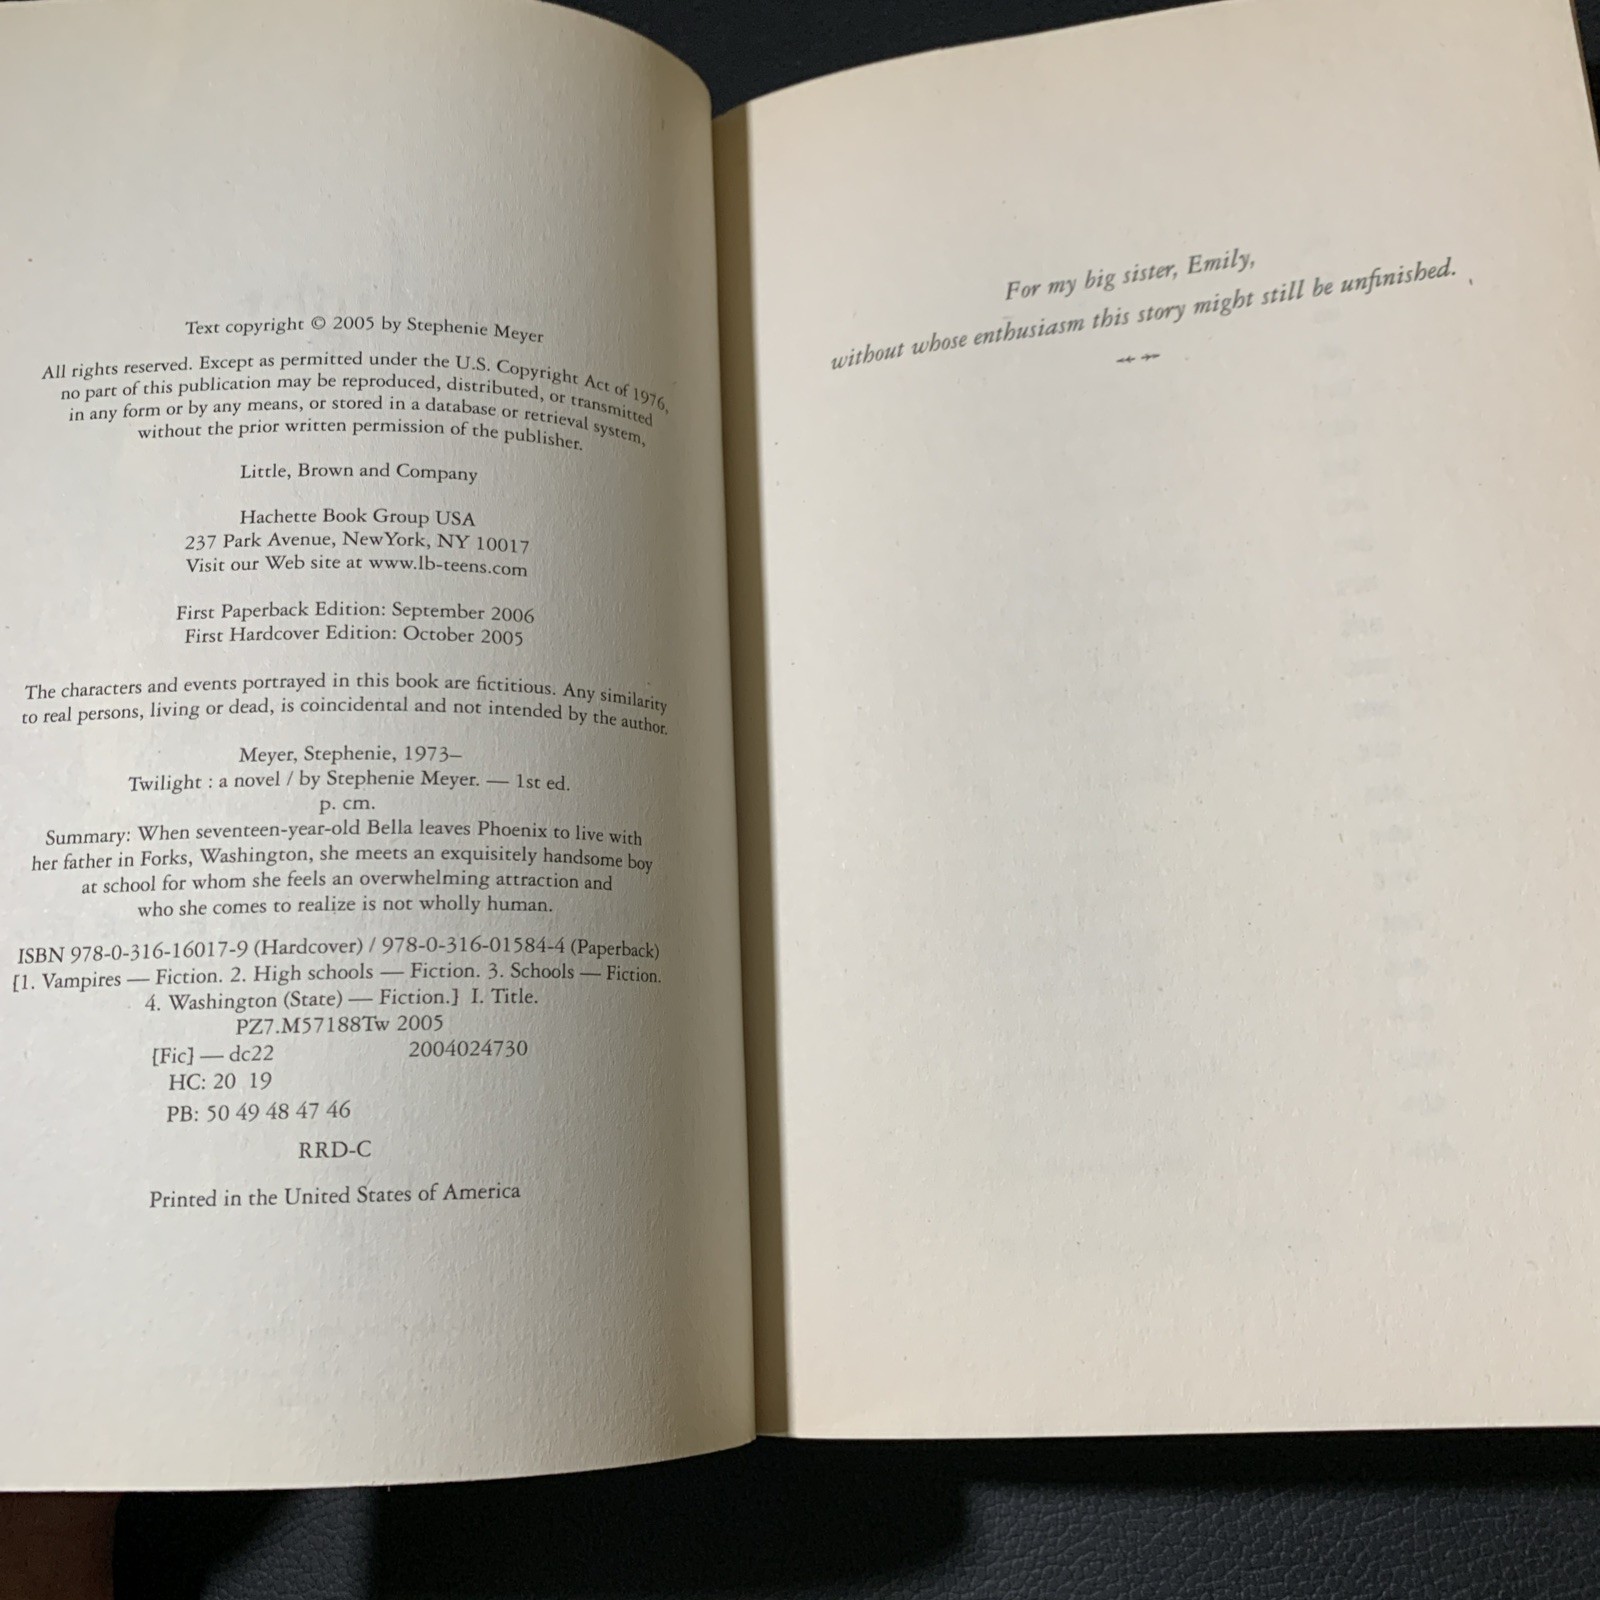 Text copyright © 2005 by Stephenie Meyer
All rights reserved. Except as permitted under the U.S. Copyright Act of 1976,
no part of this publication may be reproduced, distributed, or transmitted
in any form or by any means, or stored in a database or retrieval system,
without the prior written permission of the publisher.
Little, Brown and Company
Hachette Book Group USA
237 Park Avenue, New York, NY 10017
Visit our Web site at www.lb-teens.com
First Paperback Edition: September 2006
First Hardcover Edition: October 2005
The characters and events portrayed in this book are fictitious. Any similarity
to real persons, living or dead, is coincidental and not intended by the author.
Meyer, Stephenie, 1973–
Twilight : a novel / by Stephenie Meyer. — 1st ed.
p. cm.
Summary: When seventeen-year-old Bella leaves Phoenix to live with
her father in Forks, Washington, she meets an exquisitely handsome boy
at school for whom she feels an overwhelming attraction and
who she comes to realize is not wholly human.
ISBN 978-0-316-16017-9 (Hardcover) / 978-0-316-01584-4 (Paperback)
[1. Vampires — Fiction. 2. High schools — Fiction. 3. Schools — Fiction.
4. Washington (State) — Fiction.] I. Title.
PZ7.M57188Tw 2005
[Fic] — dc22 2004024730
HC: 20 19
PB: 50 49 48 47 46
RRD-C
Printed in the United States of America
For my big sister, Emily,
without whose enthusiasm this story might still be unfinished.